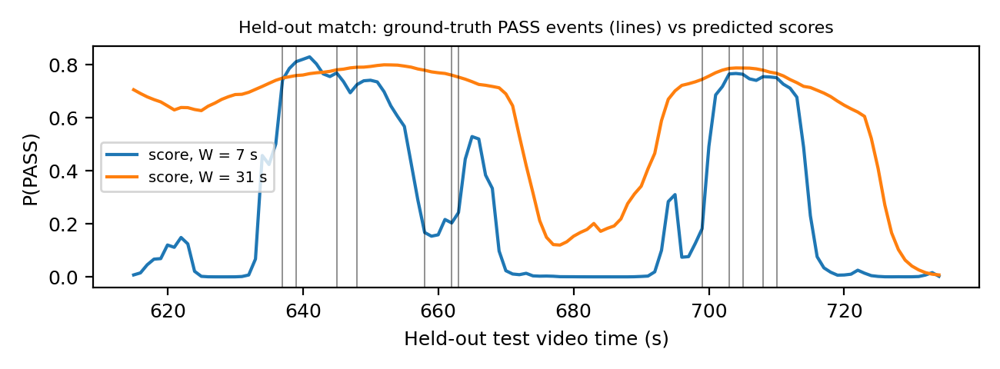 Held-out match: ground-truth PASS events (lines) vs predicted scores
P(PASS)
0.8
0.6
0.4
0.2
0.0
score, W = 7 s
score, W = 31 s
620 640 660 680 700 720
Held-out test video time (s)